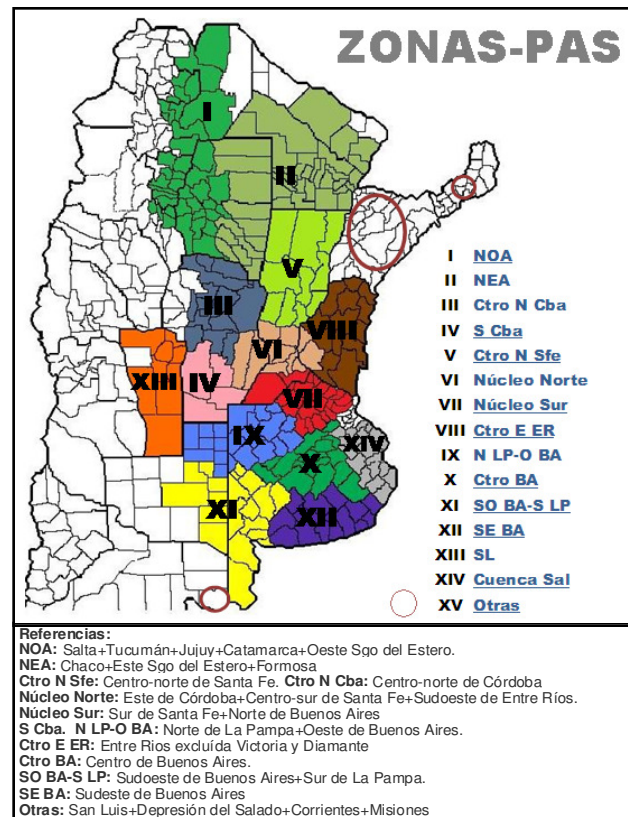 ZONAS-PAS
I
II
V
III
VIII
VI
XIII
IV
VII
IX
XIV
X
XI
XII
I NOA
II NEA
III Ctro N Cba
IV S Cba
V Ctro N Sfe
VI Núcleo Norte
VII Núcleo Sur
VIII Ctro E ER
IX N LP-O BA
X Ctro BA
XI SO BA-S LP
XII SE BA
XIII SL
XIV Cuenca Sal
XV Otras
Referencias:
NOA: Salta+Tucumán+Jujuy+Catamarca+Oeste Sgo del Estero.
NEA: Chaco+Este Sgo del Estero+Formosa
Ctro N Sfe: Centro-norte de Santa Fe. Ctro N Cba: Centro-norte de Córdoba
Núcleo Norte: Este de Córdoba+Centro-sur de Santa Fe+Sudoeste de Entre Ríos.
Núcleo Sur: Sur de Santa Fe+Norte de Buenos Aires
S Cba. N LP-O BA: Norte de La Pampa+Oeste de Buenos Aires.
Ctro E ER: Entre Rios excluída Victoria y Diamante
Ctro BA: Centro de Buenos Aires.
SO BA-S LP: Sudoeste de Buenos Aires+Sur de La Pampa.
SE BA: Sudeste de Buenos Aires
Otras: San Luis+Depresión del Salado+Corrientes+Misiones